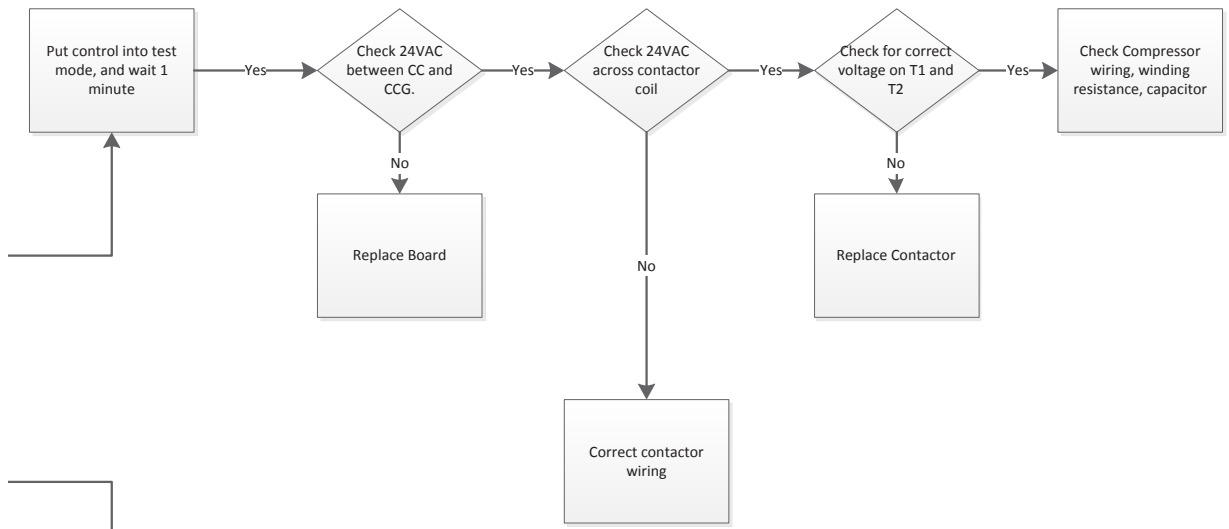 Put control into test
mode, and wait 1
minute
Yes
Check 24VAC
between CC and
CCG.
Yes
Check 24VAC
across contactor
coil
Yes
Check for correct
voltage on T1 and
T2
Yes
Check Compressor
wiring, winding
resistance, capacitor
No
Replace Board
No
No
Replace Contactor
Correct contactor
wiring